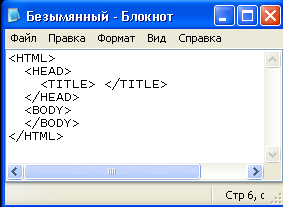 Безымянный - Блокнот
Файл Правка Формат Вид Справка
<HTML>
<HEAD>
<TITLE> </TITLE>
</HEAD>
<BODY>
</BODY>
</HTML>
Стр 6, с